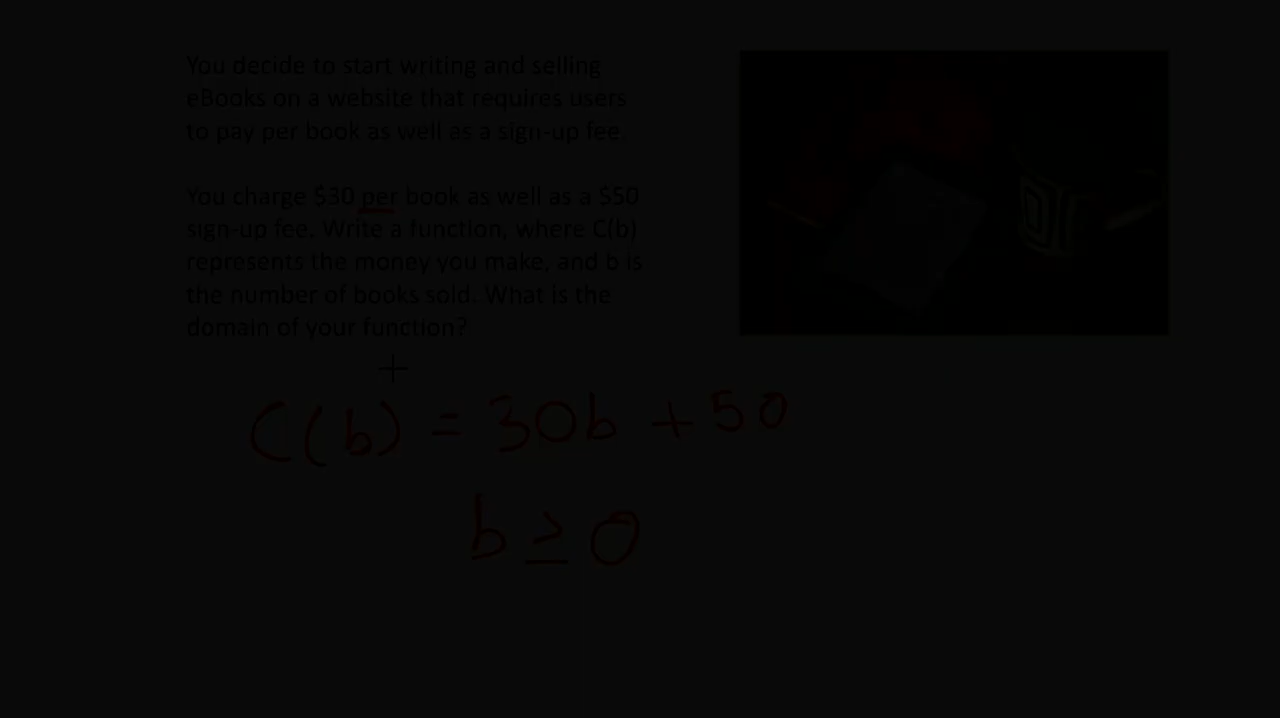 You decide to start writing and selling
eBooks on a website that requires users
to pay per book as well as a sign-up fee.
You charge $30 per book as well as a $50
sign-up fee. Write a function, where C(b)
represents the money you make, and b is
the number of books sold. What is the
domain of your function?
C(b) = 30b + 50
b ≥ 0